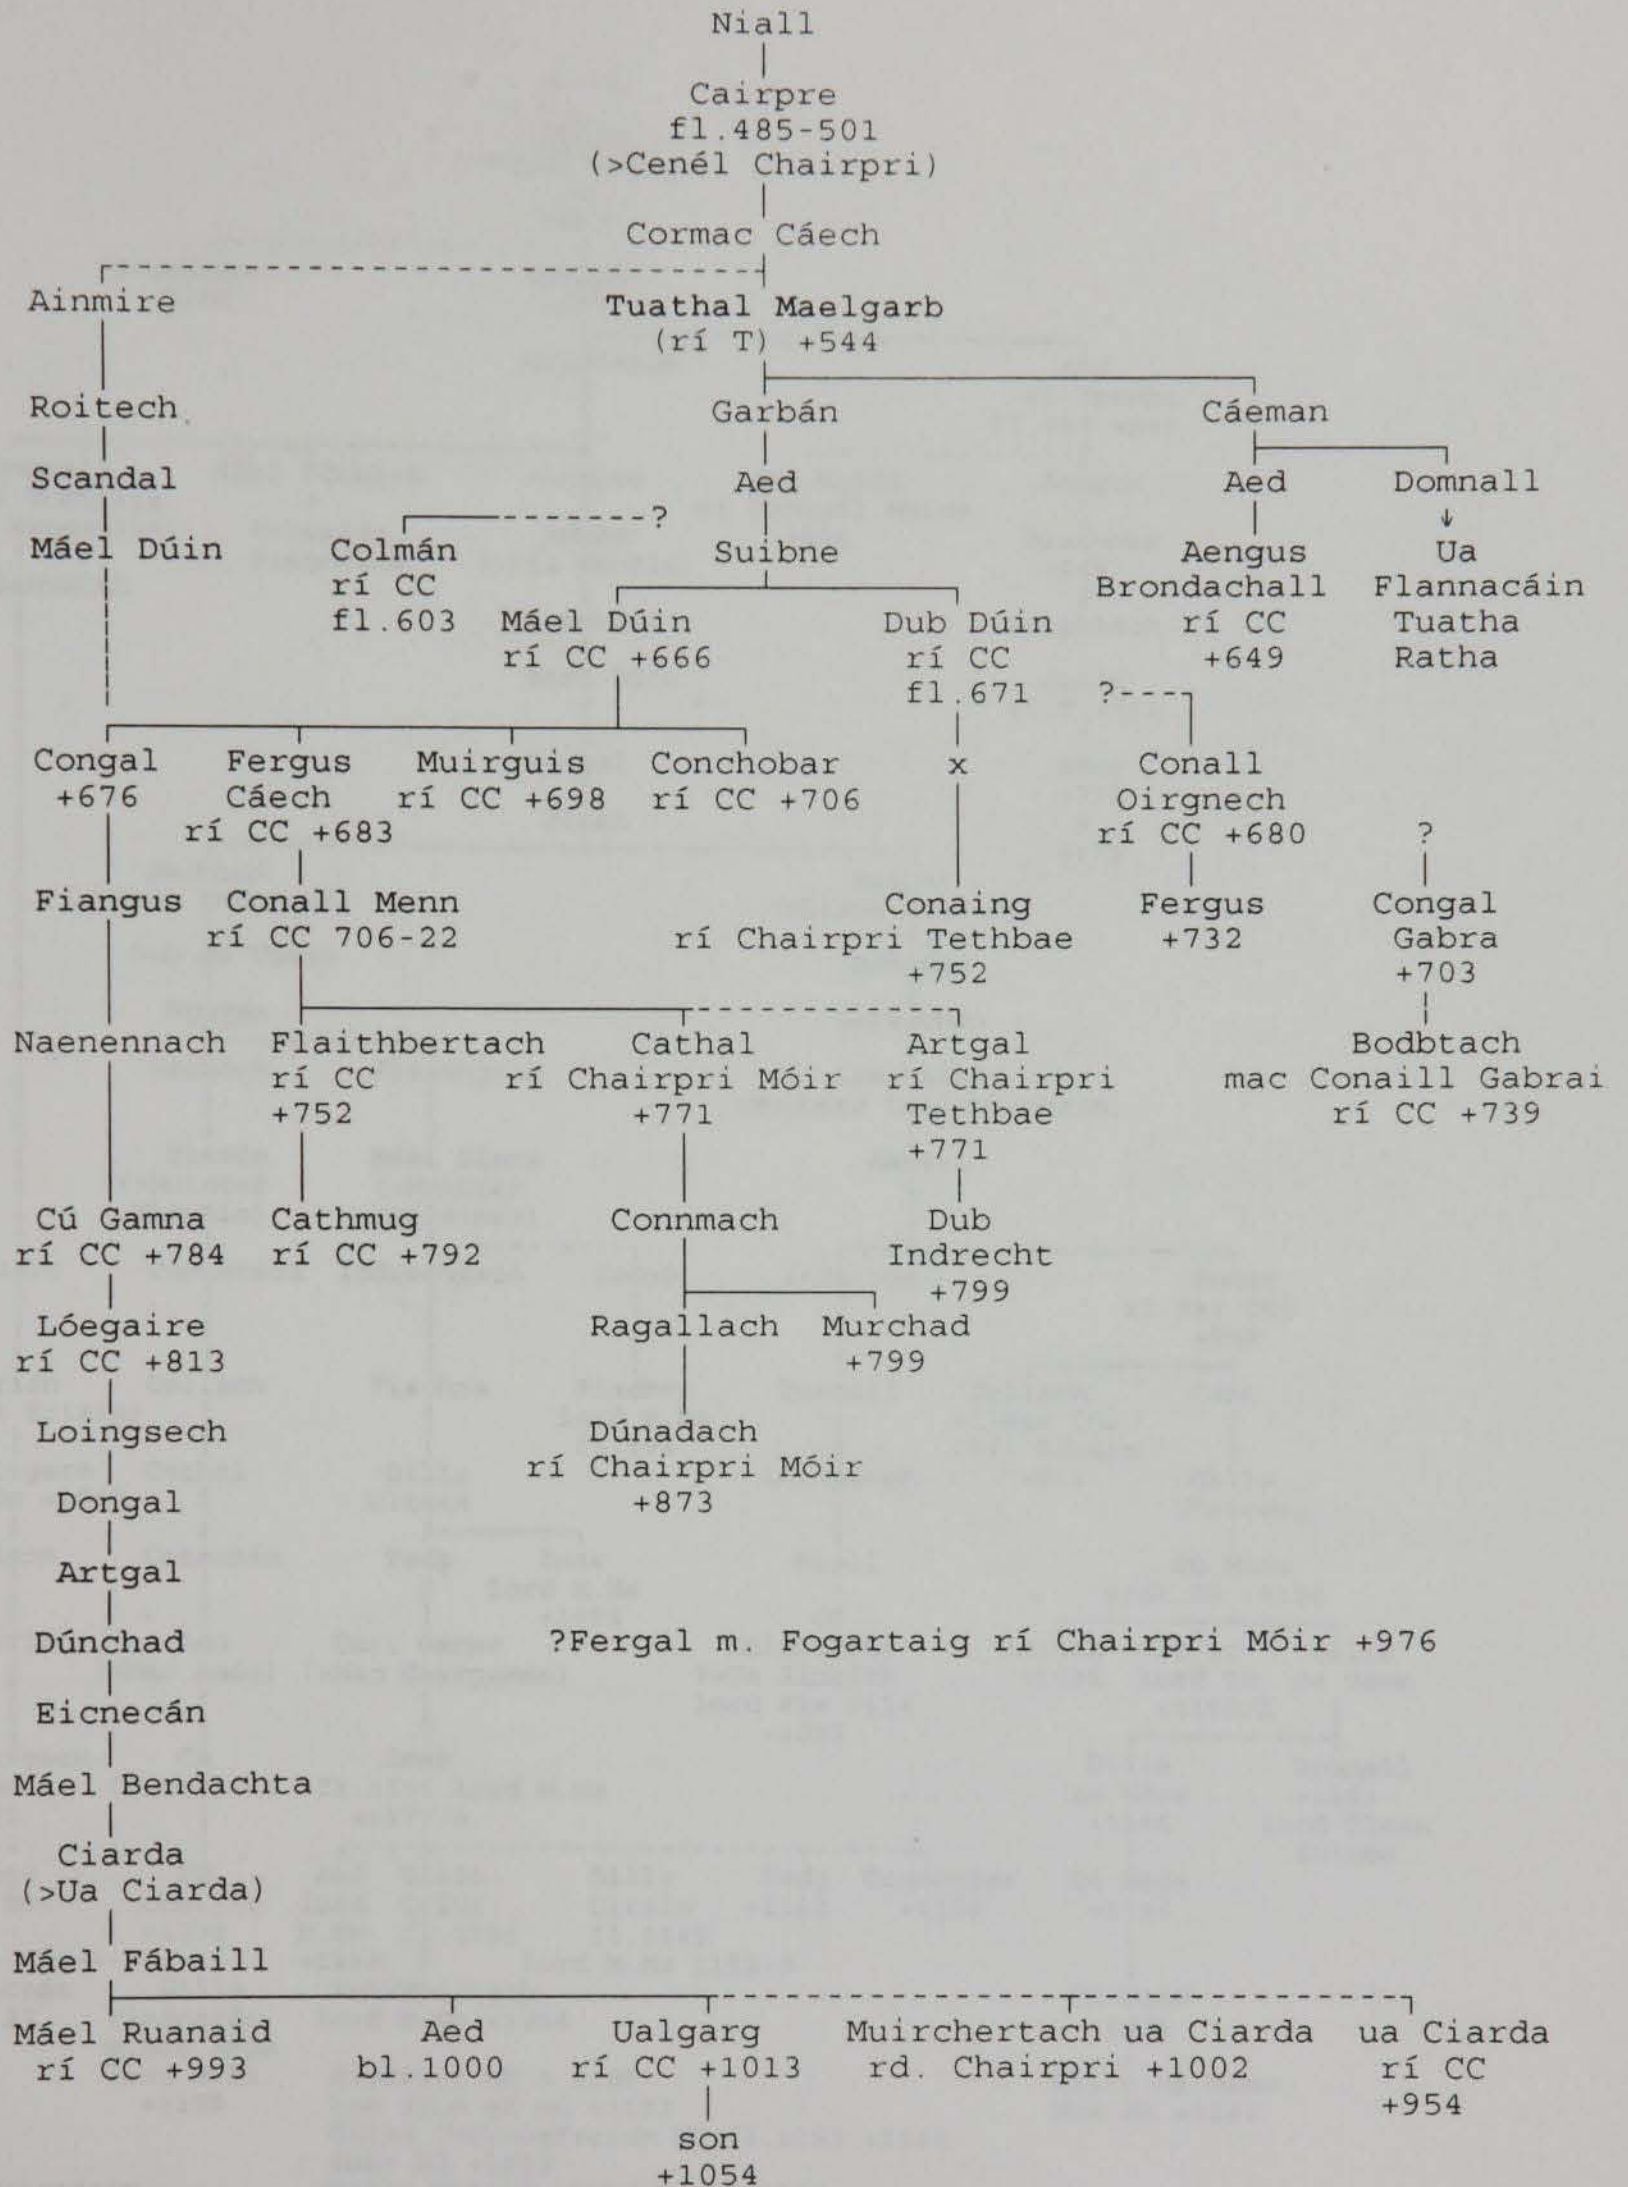 Niall
Cairpre
fl.485-501
(>Cenél Chairpri)
Cormac Cáech
Ainmire Tuathal Maelgarb
(rí T) +544
Roitech Garbán Cáeman
Scandal Aed Aed Domnall
?
Máel Dúin Colmán Suibne Aengus Ua
rí CC Brondachall Flannacáin
fl.603 Máel Dúin Dub Dúin rí CC Tuatha
rí CC +666 rí CC +649 Ratha
fl.671 ?
Congal Fergus Muirguis Conchobar x Conall
+676 Cáech rí CC +698 rí CC +706 Oirgnech
rí CC +683 rí CC +680 ?
Fiangus Conall Menn Conaing Fergus Congal
rí CC 706-22 rí Chairpri Tethbae +732 Gabra
+752 +703
Naenennach Flaithbertach Cathal Artgal Bodbtach
rí CC rí Chairpri Móir rí Chairpri mac Conaill Gabrai
+752 +771 Tethbae rí CC +739
+771
Cú Gamna Cathmug Connmach Dub
rí CC +784 rí CC +792 Indrecht
+799
Lóegaire Ragallach Murchad
rí CC +813 +799
Loingsech Dúnadach
rí Chairpri Móir
Dongal +873
Artgal
Dúnchad ?Fergal m. Fogartaig rí Chairpri Móir +976
Eicnecán
Máel Bendachta
Ciarda
(>Ua Ciarda)
Máel Fábaill
Máel Ruanaid Aed Ualgarg Muirchertach ua Ciarda ua Ciarda
rí CC +993 bl.1000 rí CC +1013 rd. Chairpri +1002 rí CC
+954
son
+1054